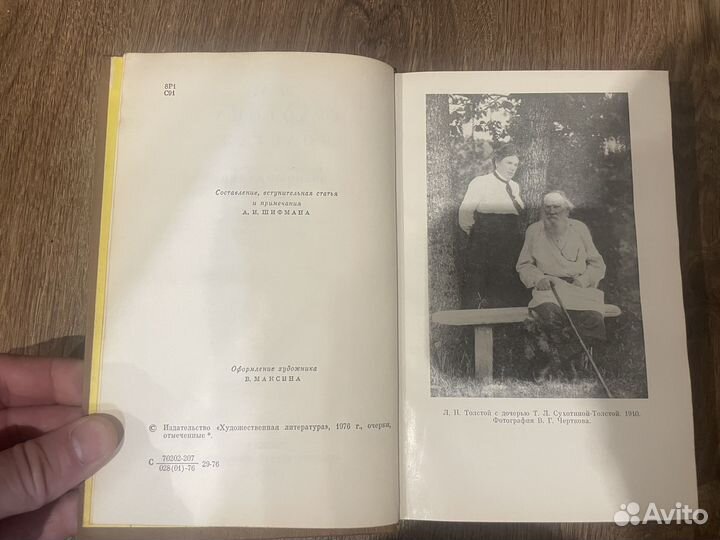 8Р1
С91
Составление, вступительная статья
и примечания
А. И. ШИФМАНА
Оформление художника
В. МАКСИНА
© Издательство «Художественная литература», 1976 г., очерки,
отмеченные *.
С 70202-207
028(01)-76 29-76
Л. Н. Толстой с дочерью Т. Л. Сухотиной-Толстой. 1910.
Фотография В. Г. Черткова.
Avito